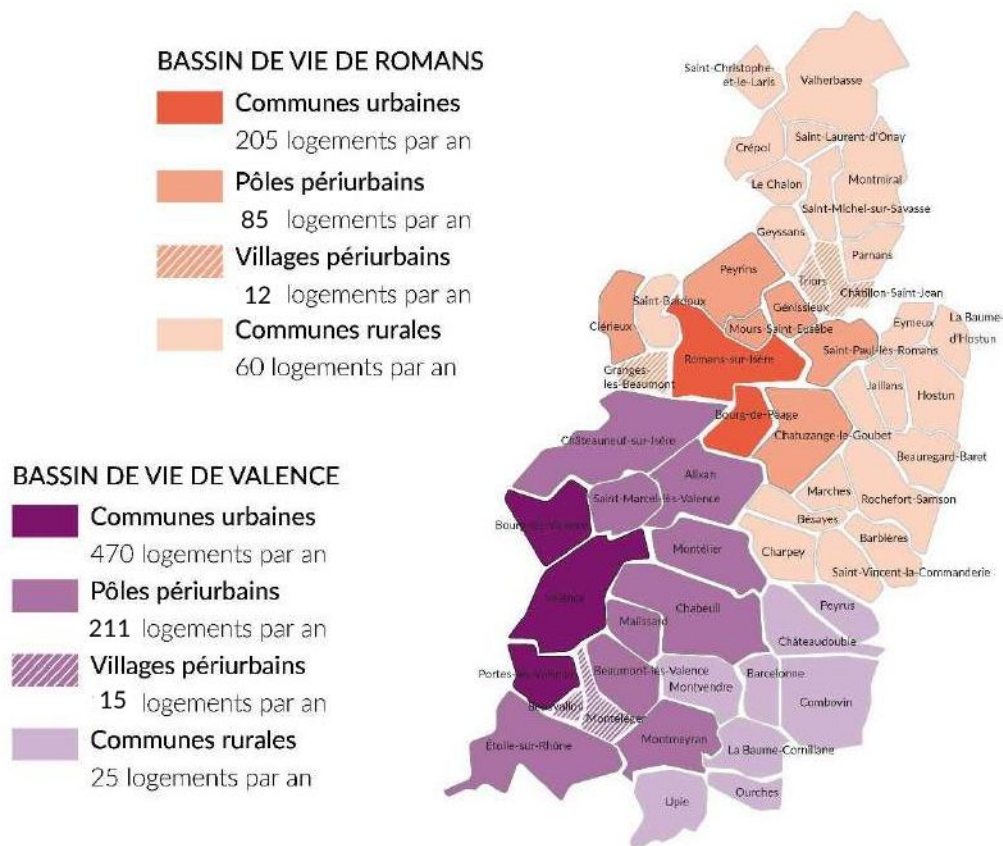 BASSIN DE VIE DE ROMANS
Communes urbaines
205 logements par an
Pôles périurbains
85 logements par an
Villages périurbains
12 logements par an
Communes rurales
60 logements par an
BASSIN DE VIE DE VALENCE
Communes urbaines
470 logements par an
Pôles périurbains
211 logements par an
Villages périurbains
15 logements par an
Communes rurales
25 logements par an
Saint-Christophe-
et-le-Laris
Valherbasse
Saint-Laurent-d'Onay
Crépol
Le Chalon
Montmiral
Saint-Michel-sur-Savasse
Geyssans
Parnans
Peyrins
Triors
Châtillon-Saint-Jean
Saint-Bardoux
Génissieux
Clérieux
Mours-Saint-Eusèbe
Eymeux
La Baume-
d'Hostun
Saint-Paul-lès-Romans
Romans-sur-Isère
Granges-
les-Beaumont
Jaillans
Hostun
Bourg-de-Péage
Chatuzange-le-Goubet
Châteauneuf-sur-Isère
Beauregard-Baret
Alixan
Marches
Rochefort-Samson
Saint-Marcel-lès-Valence
Bésayes
Barbières
Montélier
Charpey
Saint-Vincent-la-Commanderie
Valence
Chabeuil
Peyrus
Malissard
Châteaudouble
Portes-lès-Valence
Beaumont-lès-Valence
Montvendre
Barcelonne
Combovin
Beauvallon
Montéléger
Étoile-sur-Rhône
Montmeyran
La Baume-Cornillane
Ourches
Upie